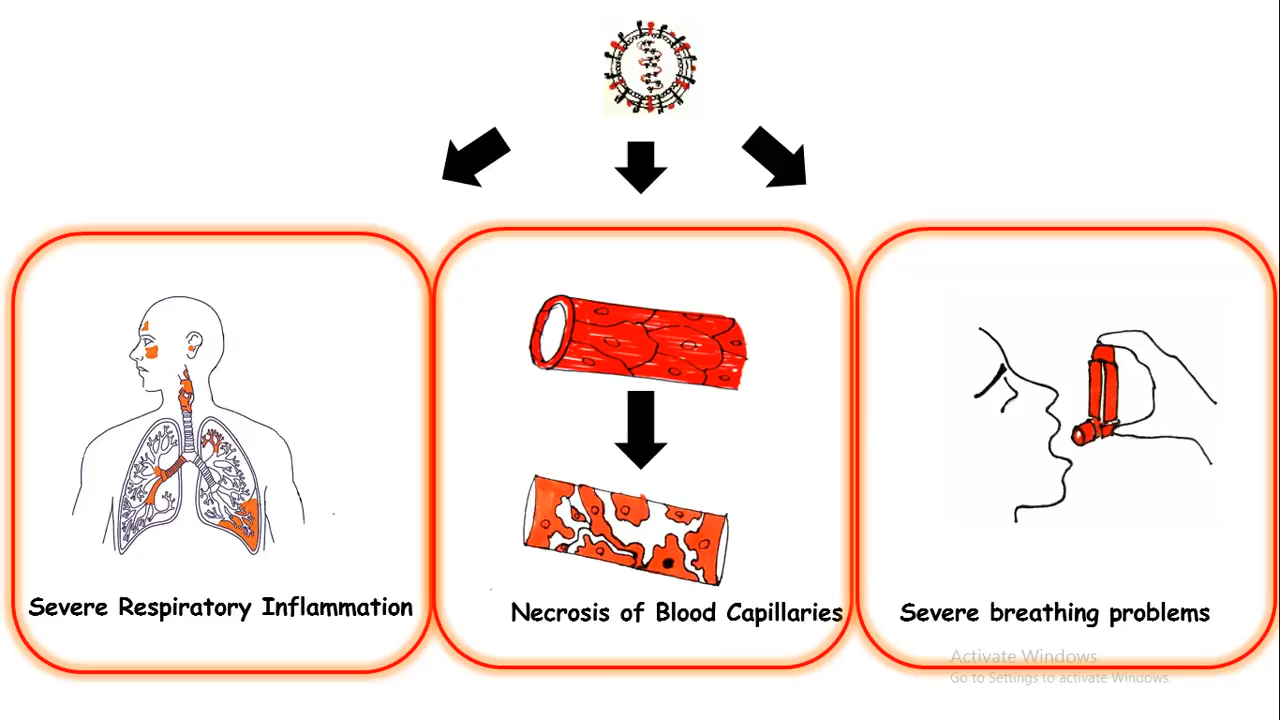 Severe Respiratory Inflammation
Necrosis of Blood Capillaries
Severe breathing problems
Activate Windows
Go to Settings to activate Windows.